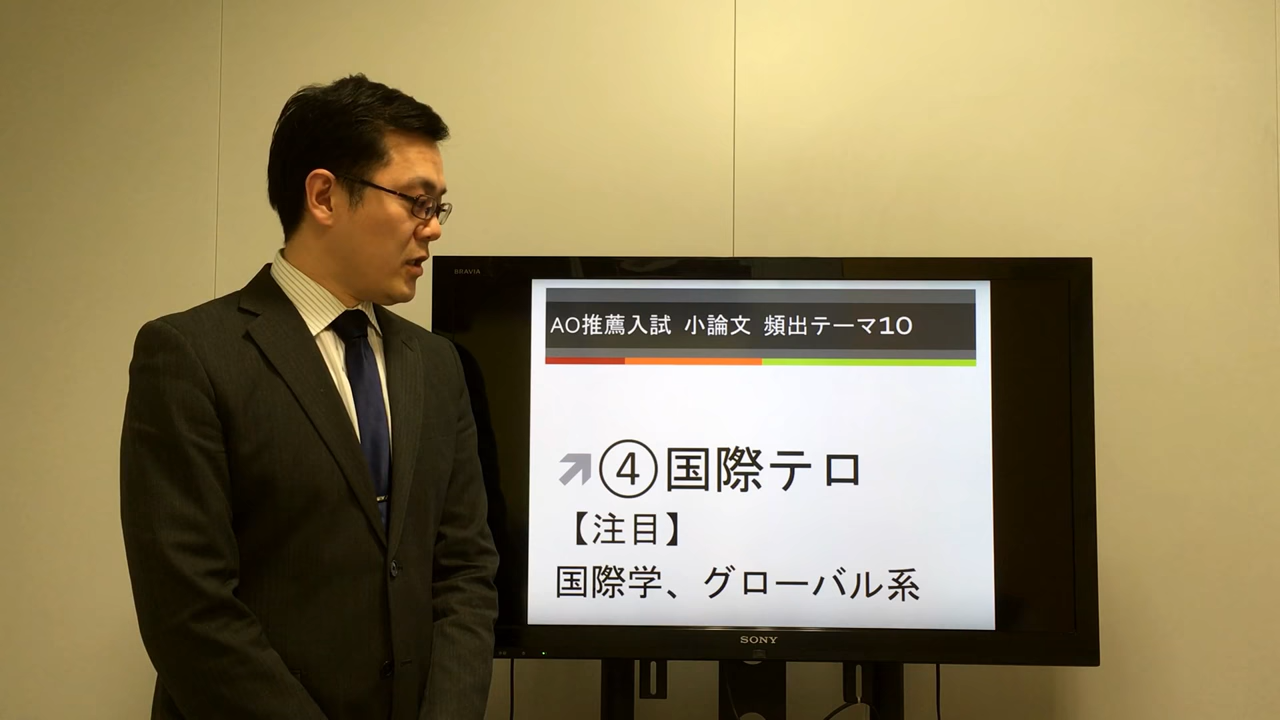 BRAVIA
AO推薦入試 小論文 頻出テーマ10
④国際テロ
【注目】
国際学、グローバル系
SONY